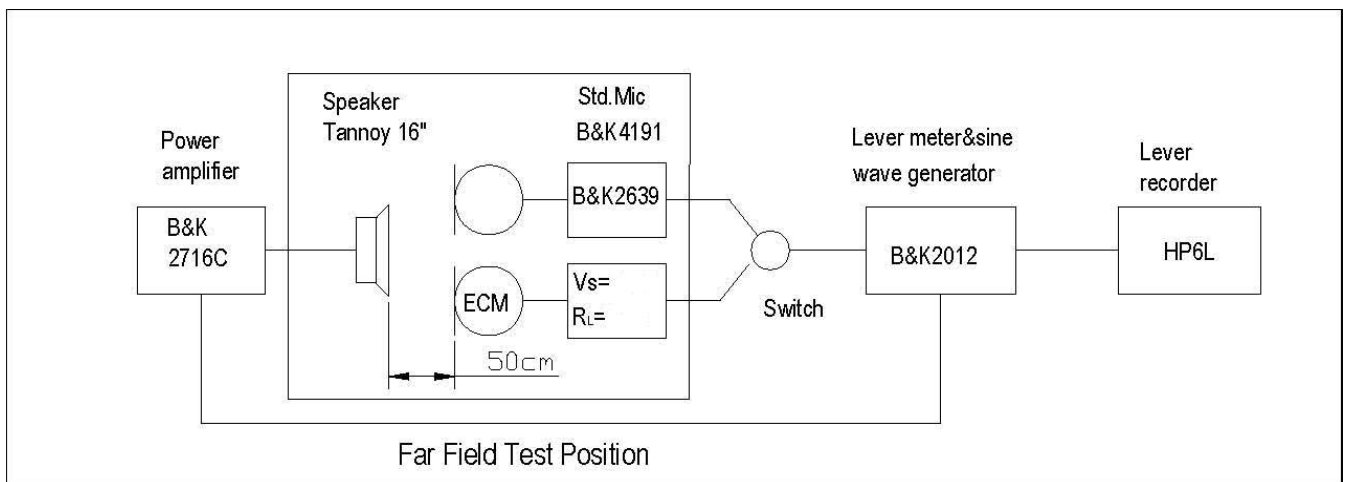 Power
amplifier
B&K
2716C
Speaker
Tannoy 16"
Std.Mic
B&K4191
B&K2639
ECM
Vs=
RL=
50cm
Switch
Lever meter&sine
wave generator
B&K2012
Lever
recorder
HP6L
Far Field Test Position